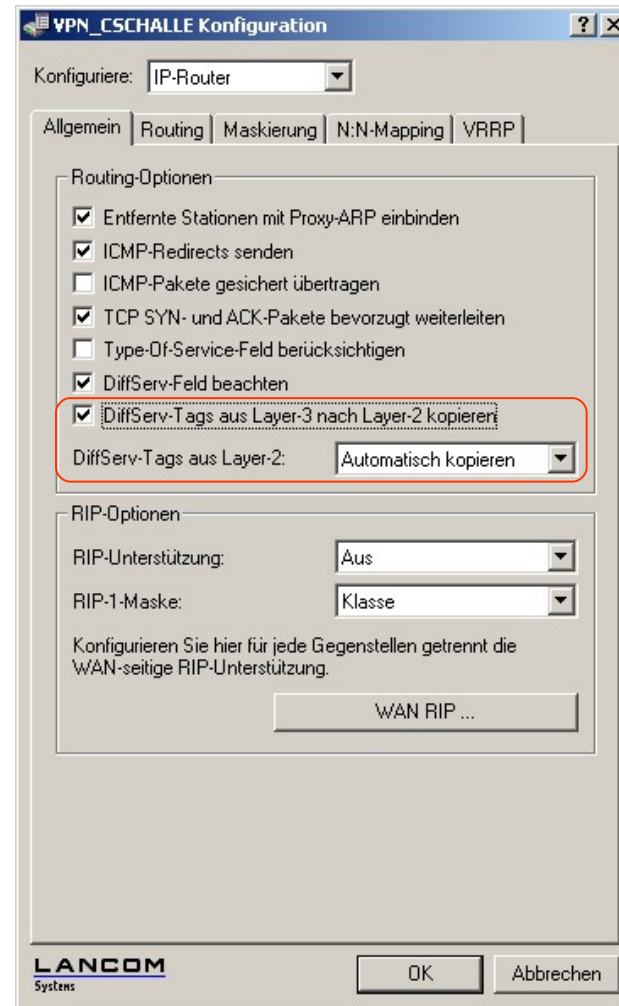 VPN_CSCHALLE Konfiguration
Konfiguriere: IP-Router
Allgemein Routing Maskierung N:N-Mapping VRRP
Routing-Optionen
Entfernte Stationen mit Proxy-ARP einbinden
ICMP-Redirects senden
ICMP-Pakete gesichert übertragen
TCP SYN- und ACK-Pakete bevorzugt weiterleiten
Type-Of-Service-Feld berücksichtigen
DiffServ-Feld beachten
DiffServ-Tags aus Layer-3 nach Layer-2 kopieren
DiffServ-Tags aus Layer-2: Automatisch kopieren
RIP-Optionen
RIP-Unterstützung: Aus
RIP-1-Maske: Klasse
Konfigurieren Sie hier für jede Gegenstellen getrennt die
WAN-seitige RIP-Unterstützung.
WAN RIP ...
LANCOM
Systems
OK Abbrechen